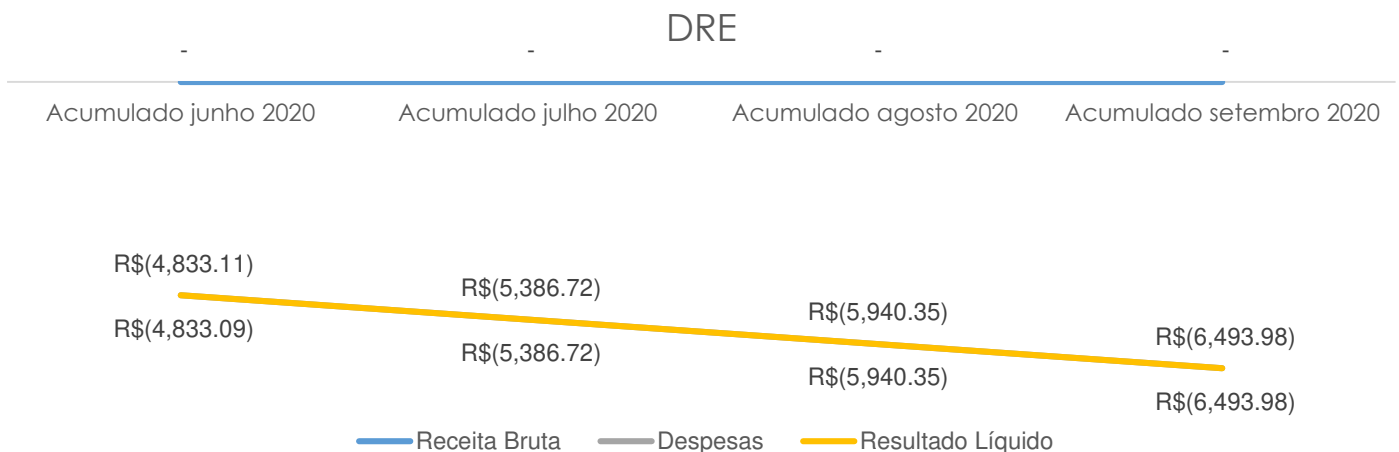 DRE
- - - -
Acumulado junho 2020 Acumulado julho 2020 Acumulado agosto 2020 Acumulado setembro 2020
R$(4,833.11)
R$(5,386.72)
R$(5,940.35)
R$(6,493.98)
R$(4,833.09)
R$(5,386.72)
R$(5,940.35)
R$(6,493.98)
Receita Bruta Despesas Resultado Líquido